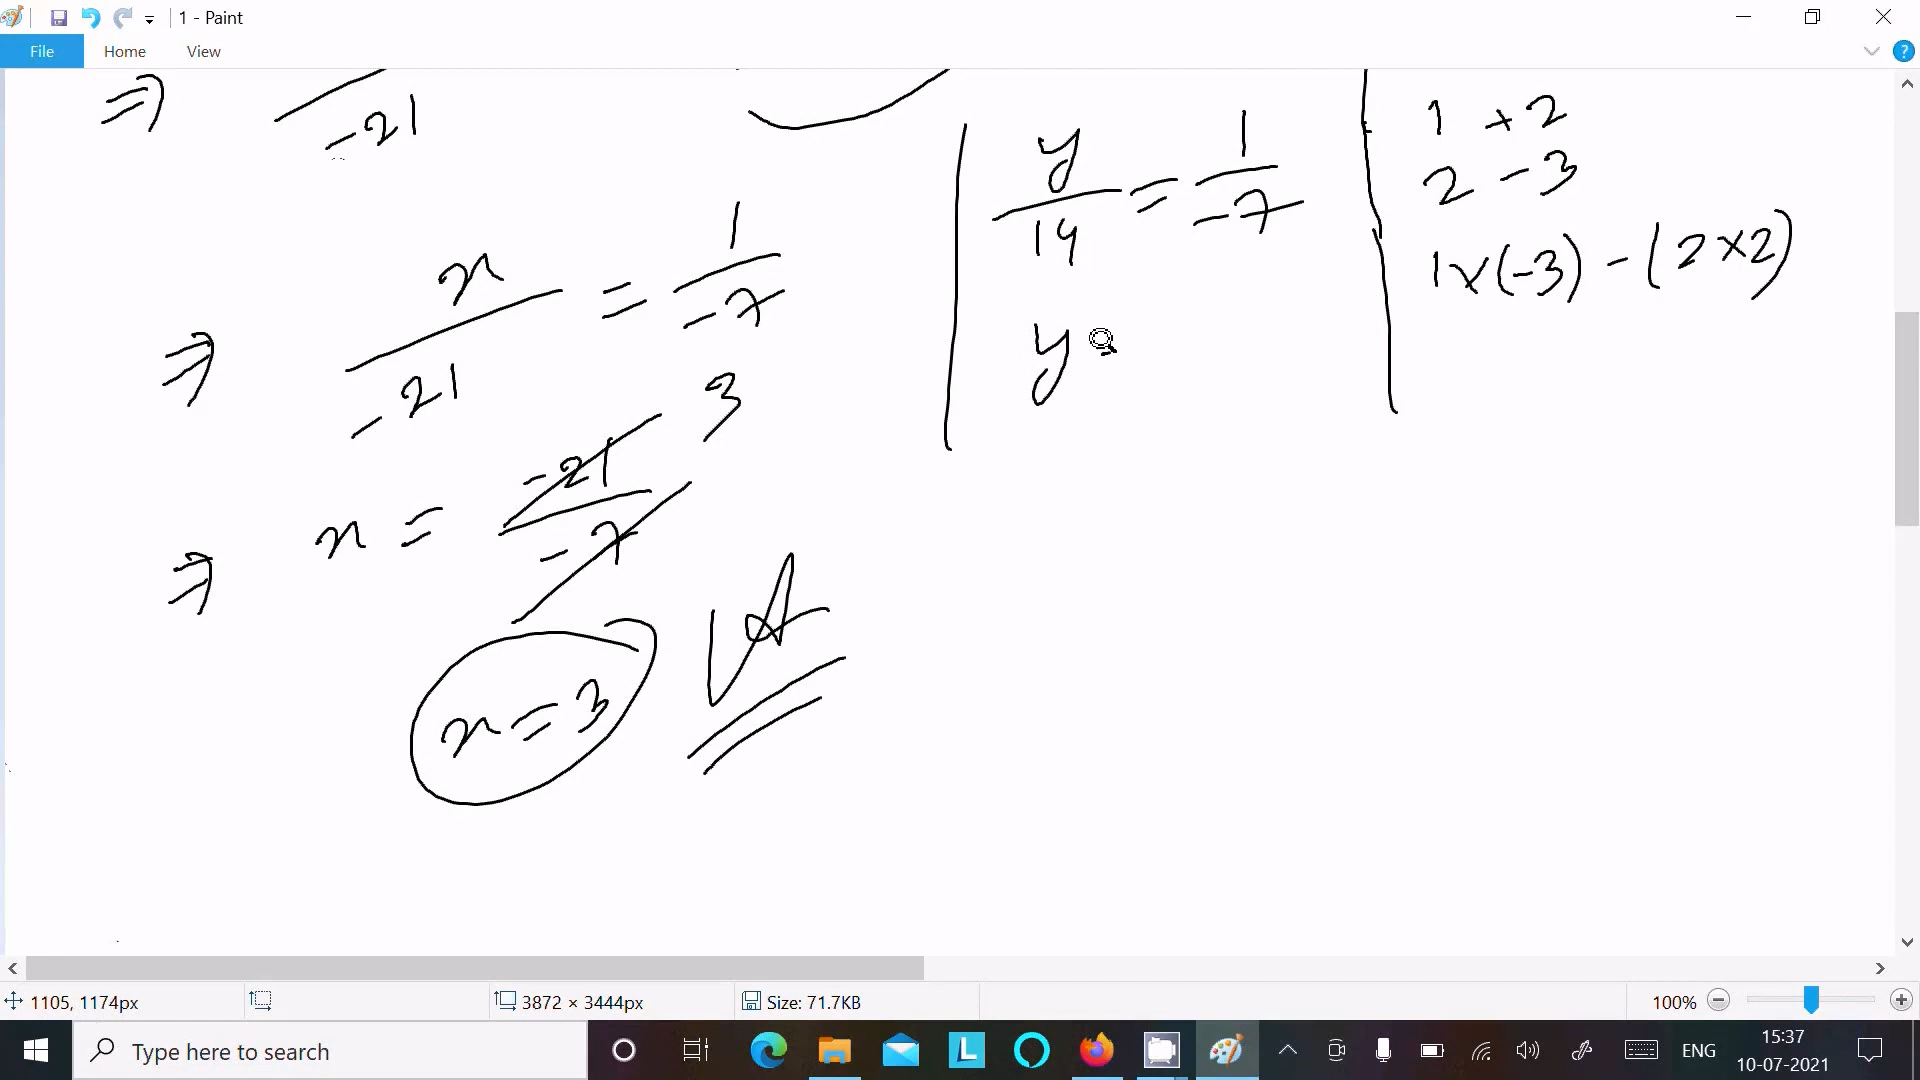 1 - Paint
File Home View
⇒ -21
⇒ x/-21 = 1/-7
⇒ x = -21/-7 3
x = 3
y/14 = 1/-7
y
1 + 2
2 - 3
1×(-3) - (2×2)
1105, 1174px 3872 × 3444px Size: 71.7KB 100%
Type here to search
ENG
15:37
10-07-2021